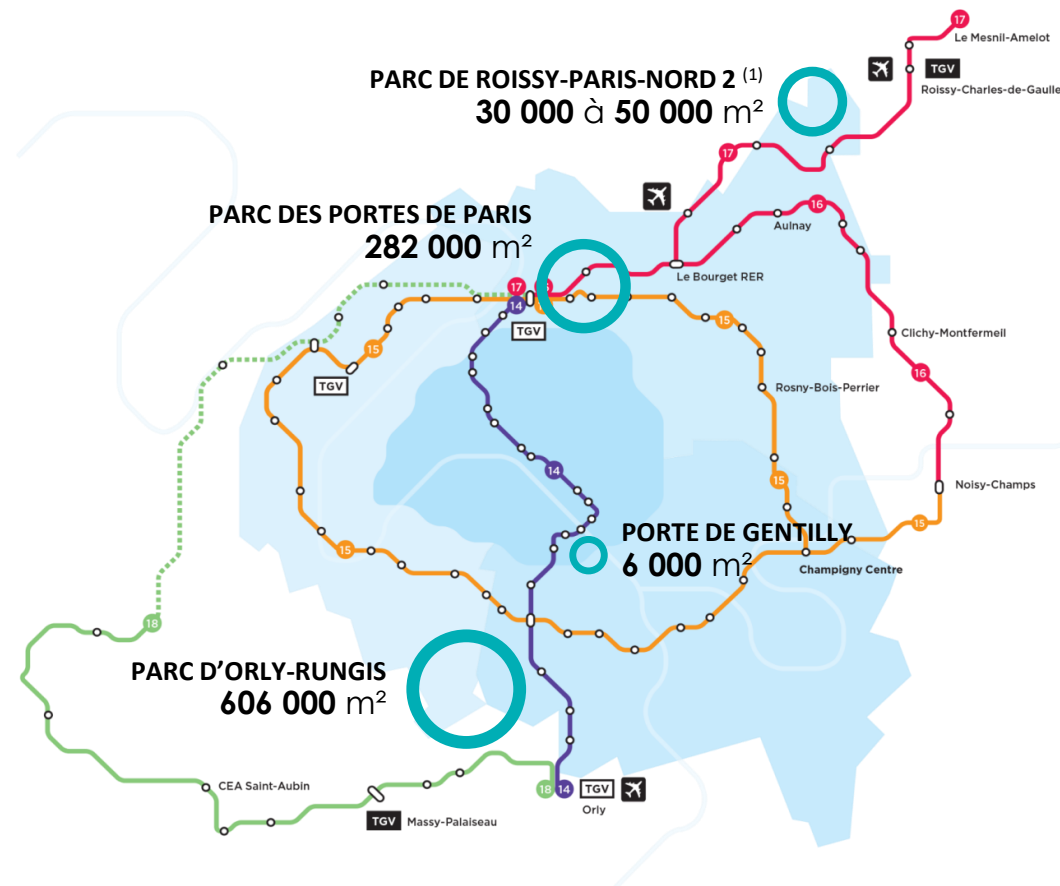 17
Le Mesnil-Amelot
TGV
Roissy-Charles-de-Gaulle
PARC DE ROISSY-PARIS-NORD 2 (1)
30 000 à 50 000 m²
17
16
Aulnay
PARC DES PORTES DE PARIS
282 000 m²
Le Bourget RER
17
14
TGV
15
15
Clichy-Montfermeil
TGV
16
Rosny-Bois-Perrier
14
15
Noisy-Champs
15
15
PORTE DE GENTILLY
6 000 m²
Champigny Centre
18
PARC D'ORLY-RUNGIS
606 000 m²
CEA Saint-Aubin
18
14
TGV
Orly
TGV
Massy-Palaiseau